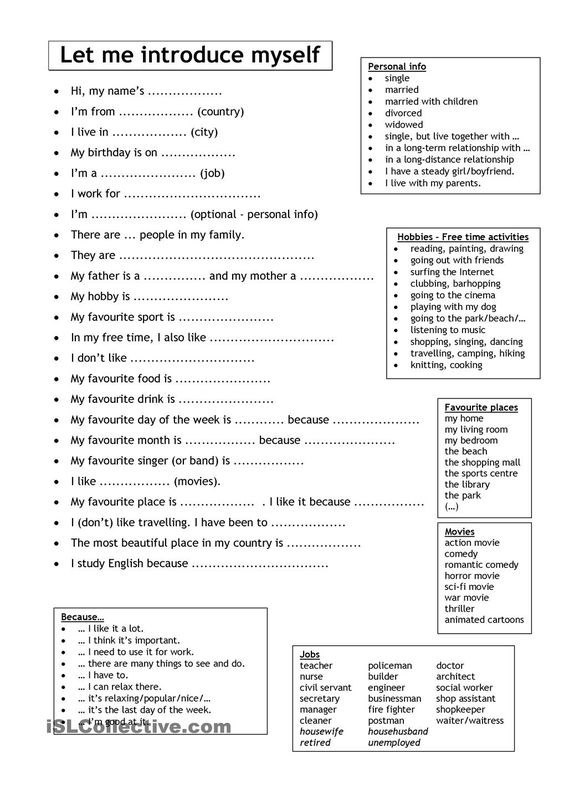 Let me introduce myself
• Hi, my name's ..................
• I'm from .................. (country)
• I live in .................. (city)
• My birthday is on ..................
• I'm a ....................... (job)
• I work for .................................
• I'm ....................... (optional - personal info)
• There are ... people in my family.
• They are ...............................................
• My father is a ............... and my mother a ..................
• My hobby is .......................
• My favourite sport is .......................
• In my free time, I also like ..............................
• I don't like ..............................
• My favourite food is .......................
• My favourite drink is .......................
• My favourite day of the week is ............ because .....................
• My favourite month is ................. because ......................
• My favourite singer (or band) is .................
• I like ................. (movies).
• My favourite place is .................. . I like it because .................
• I (don't) like travelling. I have been to ..................
• The most beautiful place in my country is ..................
• I study English because .................................
Personal info
• single
• married
• married with children
• divorced
• widowed
• single, but live together with …
• in a long-term relationship with …
• in a long-distance relationship
• I have a steady girl/boyfriend.
• I live with my parents.
Hobbies – Free time activities
• reading, painting, drawing
• going out with friends
• surfing the Internet
• clubbing, barhopping
• going to the cinema
• playing with my dog
• going to the park/beach/…
• listening to music
• shopping, singing, dancing
• travelling, camping, hiking
• knitting, cooking
Favourite places
my home
my living room
my bedroom
the beach
the shopping mall
the sports centre
the library
the park
(…)
Movies
action movie
comedy
romantic comedy
horror movie
sci-fi movie
war movie
thriller
animated cartoons
Because…
• … I like it a lot.
• … I think it's important.
• … I need to use it for work.
• … there are many things to see and do.
• … I have to.
• … I can relax there.
• … it's relaxing/popular/nice/…
• … it's the last day of the week.
• … I'm good at it.
iSLCollective.com
Jobs
teacher policeman doctor
nurse builder architect
civil servant engineer social worker
secretary businessman shop assistant
manager fire fighter shopkeeper
cleaner postman waiter/waitress
housewife househusband
retired unemployed